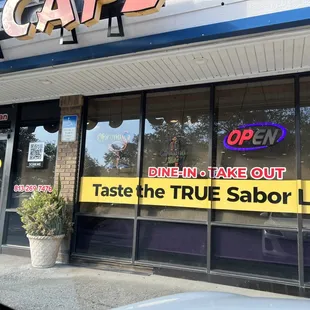 CAFE
OPEN
DINE-IN • TAKE OUT
Taste the TRUE Sabor L